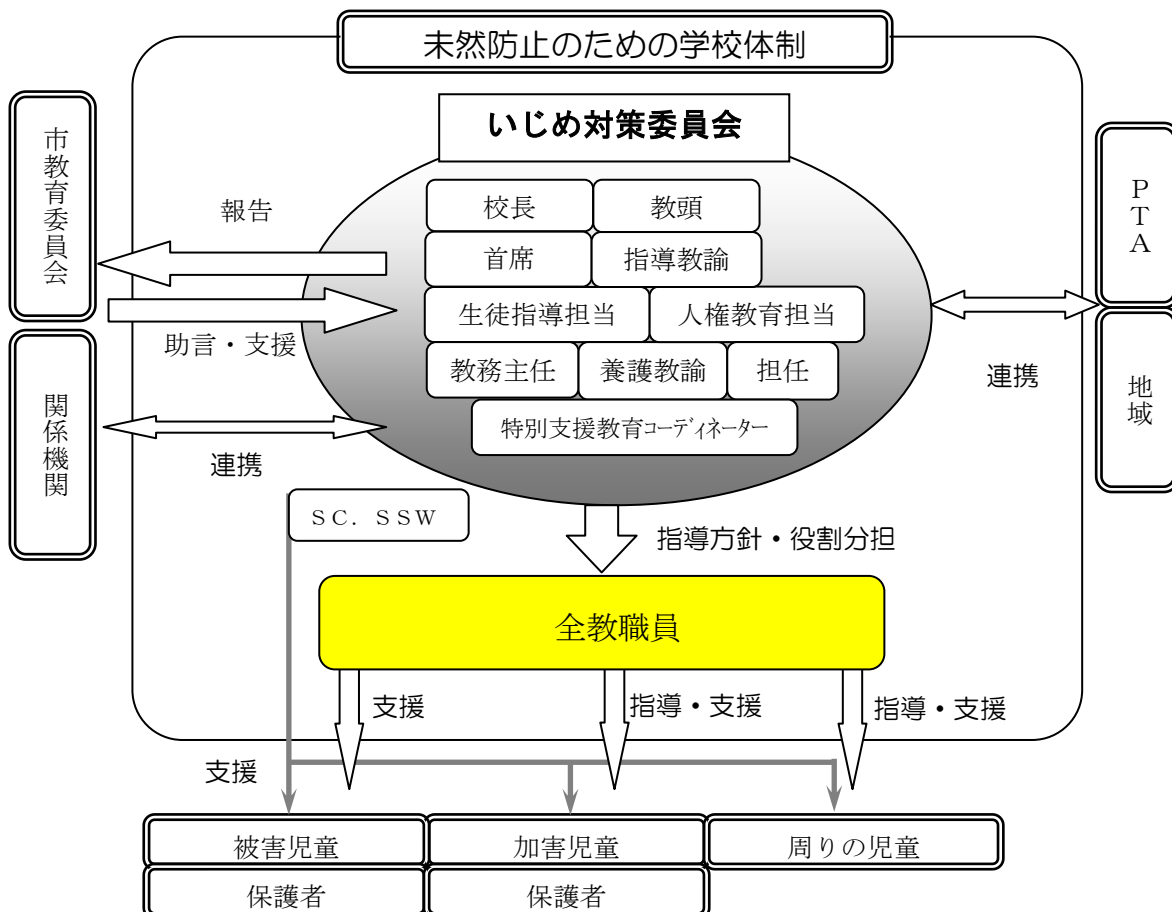 未然防止のための学校体制
いじめ対策委員会
市教育委員会
関係機関
報告
助言・支援
連携
校長
教頭
首席
指導教諭
生徒指導担当
人権教育担当
教務主任
養護教諭
担任
特別支援教育コーディネーター
ＰＴＡ
地域
連携
ＳＣ．ＳＳＷ
指導方針・役割分担
全教職員
支援
指導・支援
指導・支援
支援
被害児童
加害児童
周りの児童
保護者
保護者